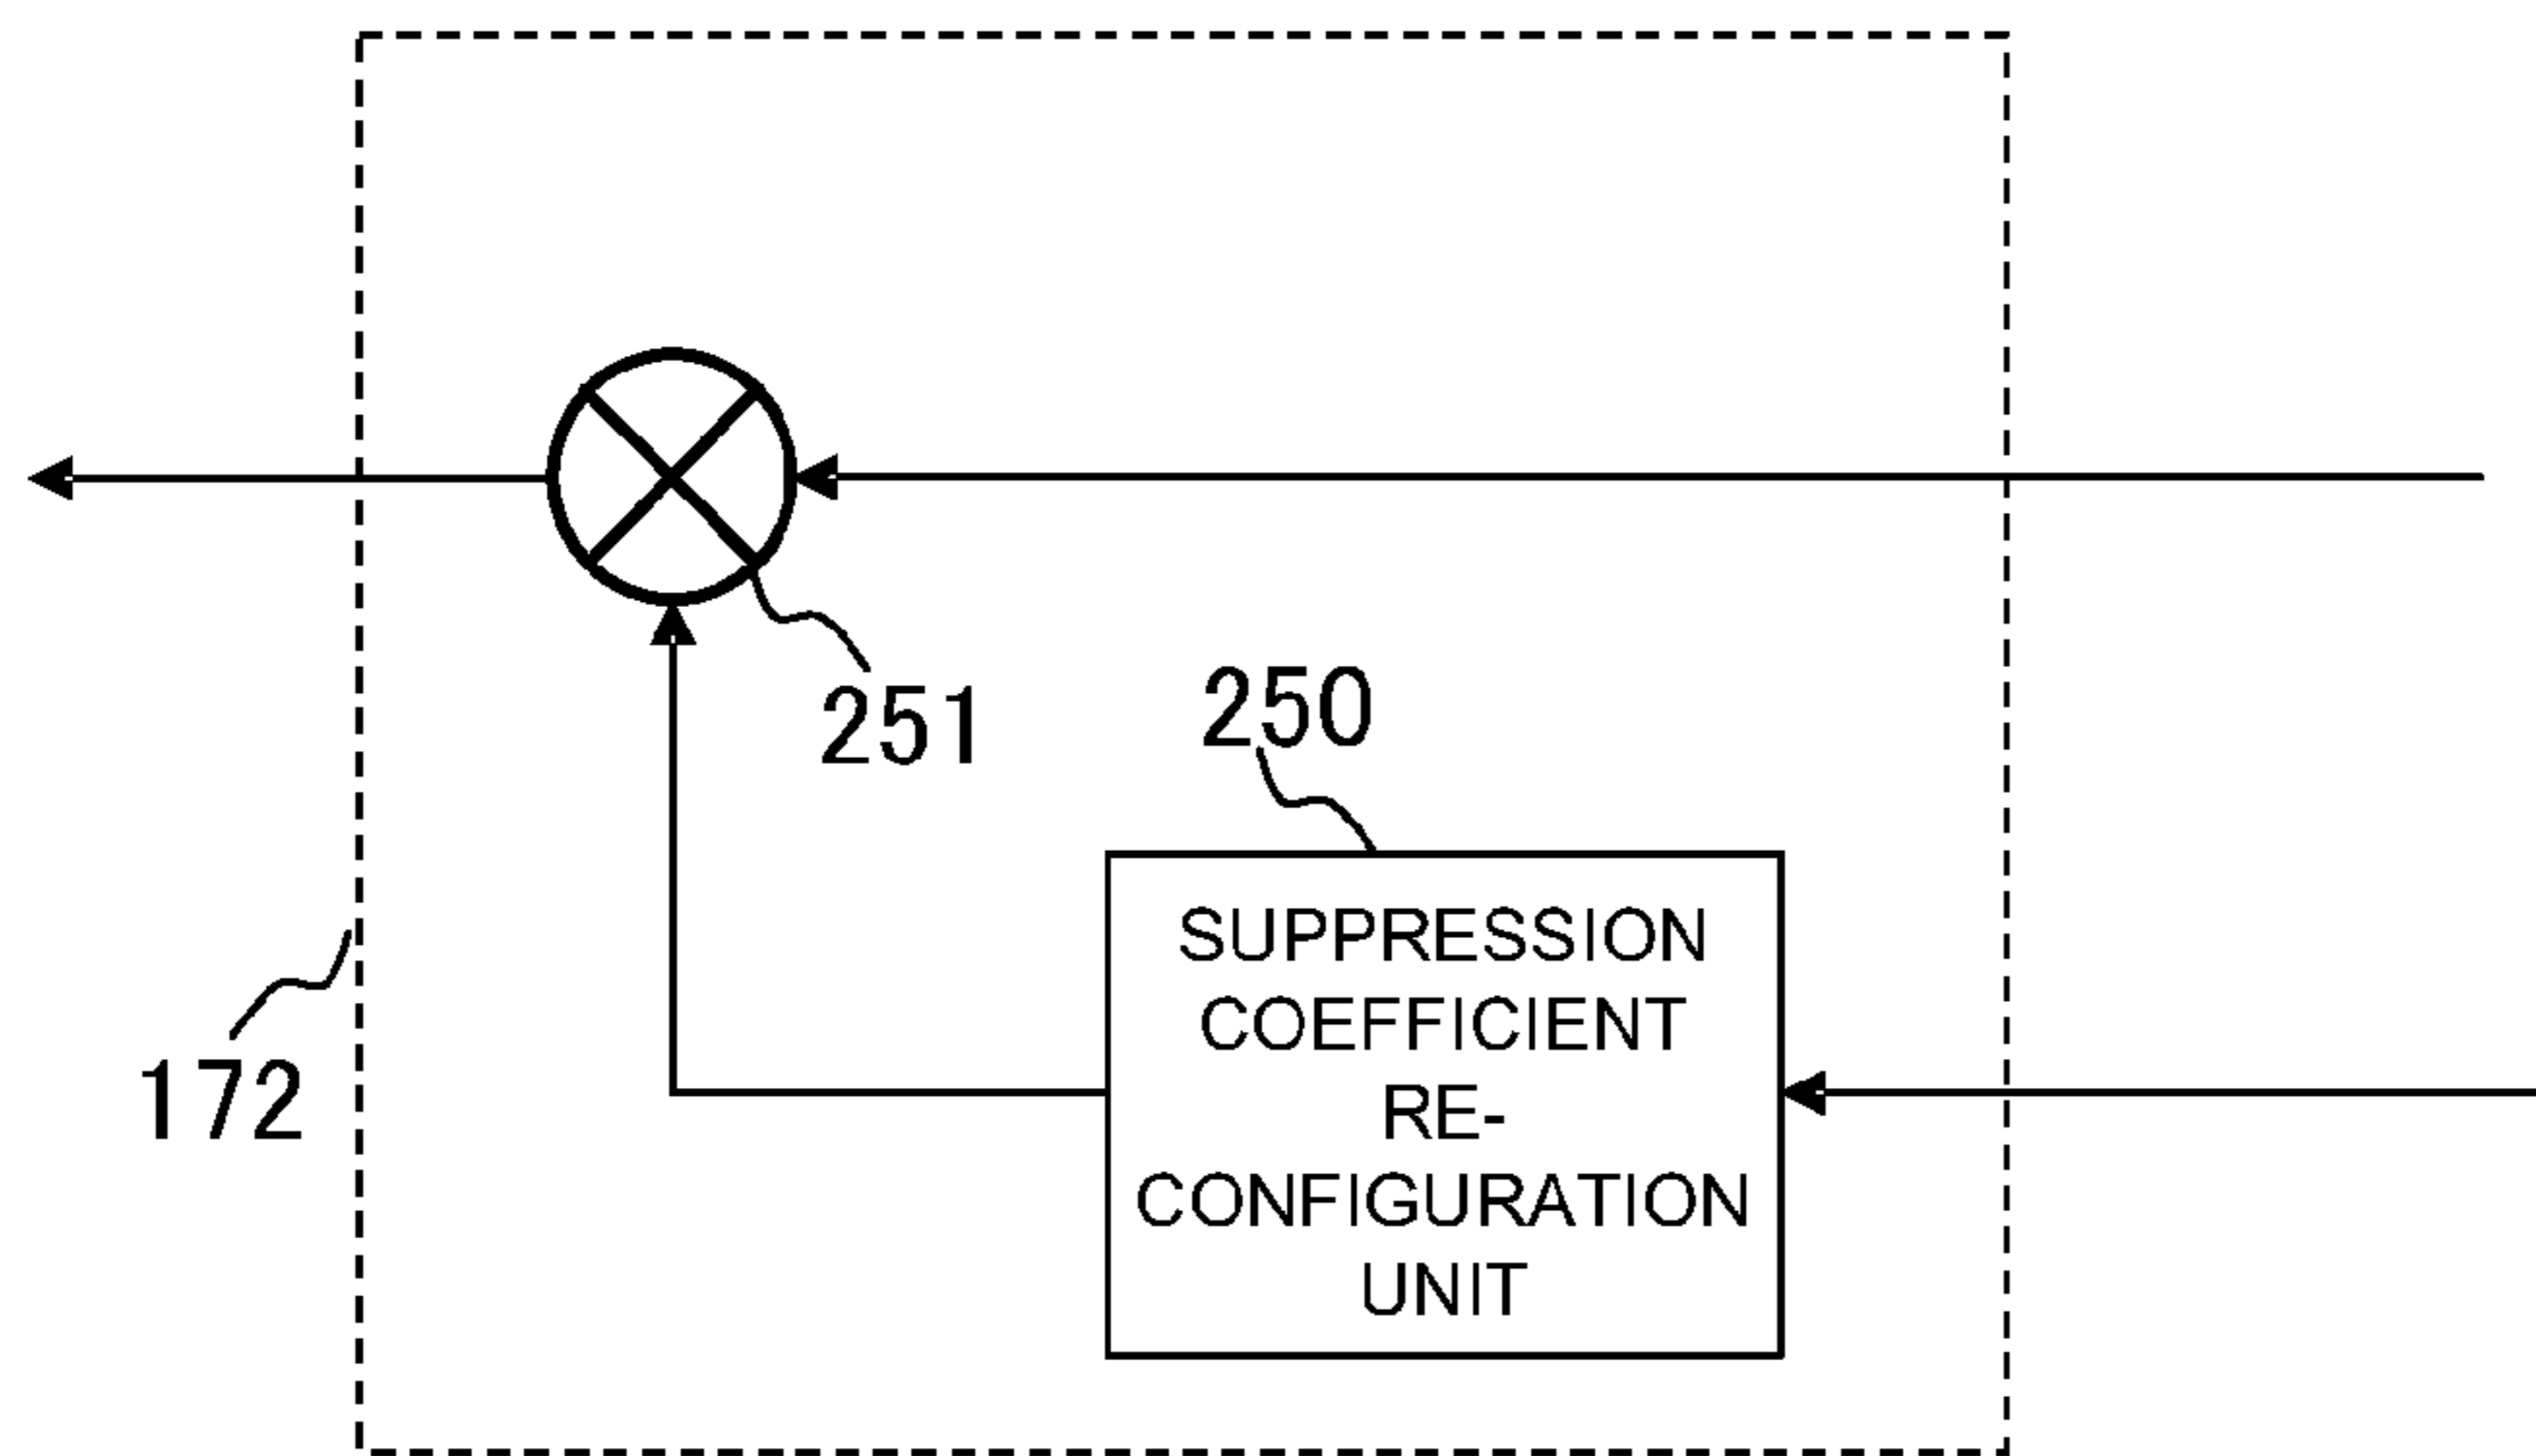 251
250
SUPPRESSION
COEFFICIENT
RE-
CONFIGURATION
UNIT
172